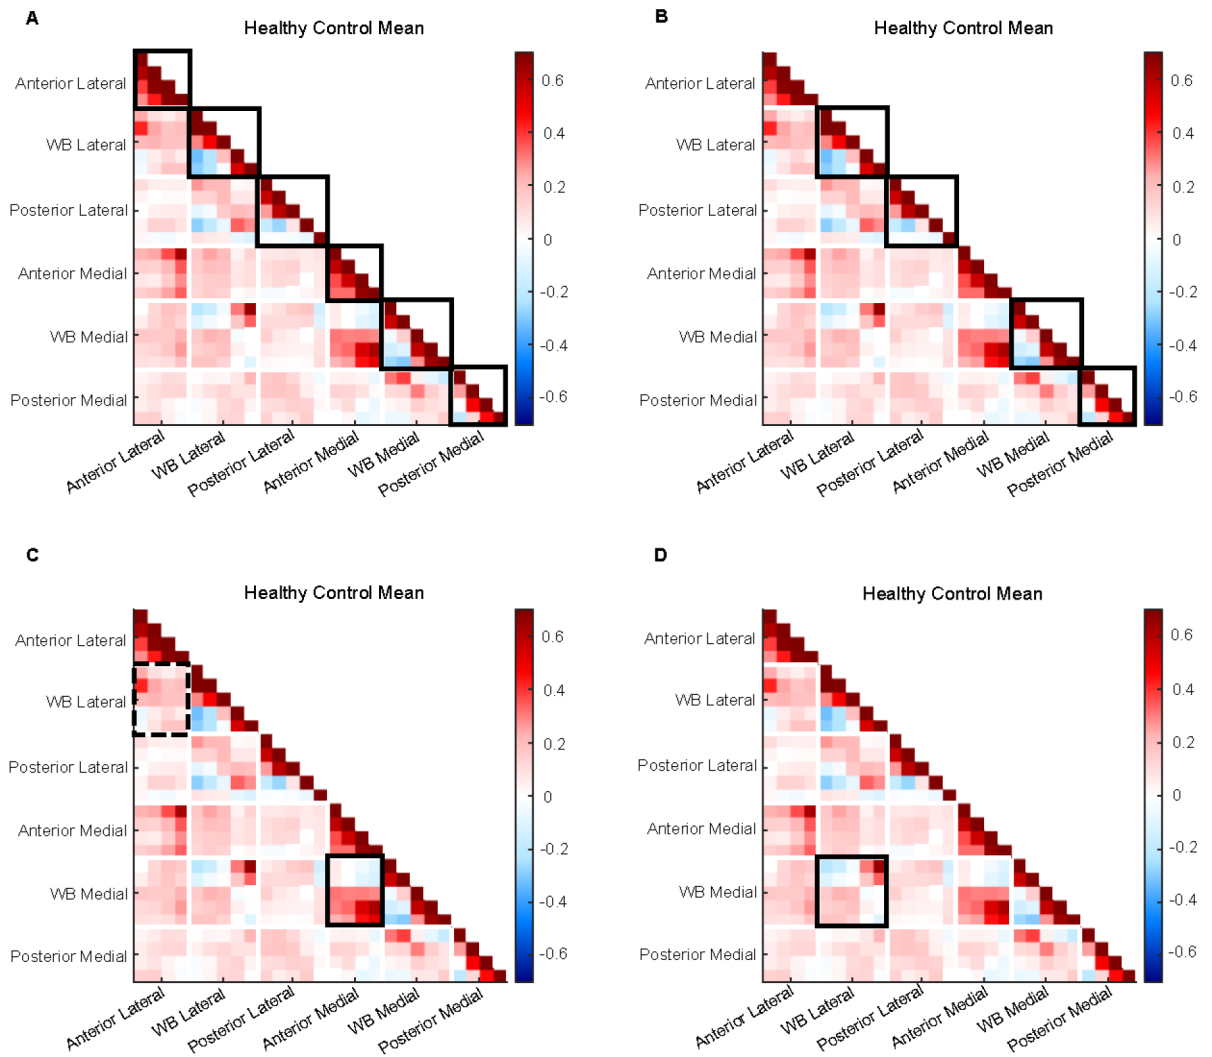 A
Healthy Control Mean
Anterior Lateral
WB Lateral
Posterior Lateral
Anterior Medial
WB Medial
Posterior Medial
Anterior Lateral
WB Lateral
Posterior Lateral
Anterior Medial
WB Medial
Posterior Medial
0.6
0.4
0.2
0
-0.2
-0.4
-0.6
B
Healthy Control Mean
Anterior Lateral
WB Lateral
Posterior Lateral
Anterior Medial
WB Medial
Posterior Medial
Anterior Lateral
WB Lateral
Posterior Lateral
Anterior Medial
WB Medial
Posterior Medial
0.6
0.4
0.2
0
-0.2
-0.4
-0.6
C
Healthy Control Mean
Anterior Lateral
WB Lateral
Posterior Lateral
Anterior Medial
WB Medial
Posterior Medial
Anterior Lateral
WB Lateral
Posterior Lateral
Anterior Medial
WB Medial
Posterior Medial
0.6
0.4
0.2
0
-0.2
-0.4
-0.6
D
Healthy Control Mean
Anterior Lateral
WB Lateral
Posterior Lateral
Anterior Medial
WB Medial
Posterior Medial
Anterior Lateral
WB Lateral
Posterior Lateral
Anterior Medial
WB Medial
Posterior Medial
0.6
0.4
0.2
0
-0.2
-0.4
-0.6